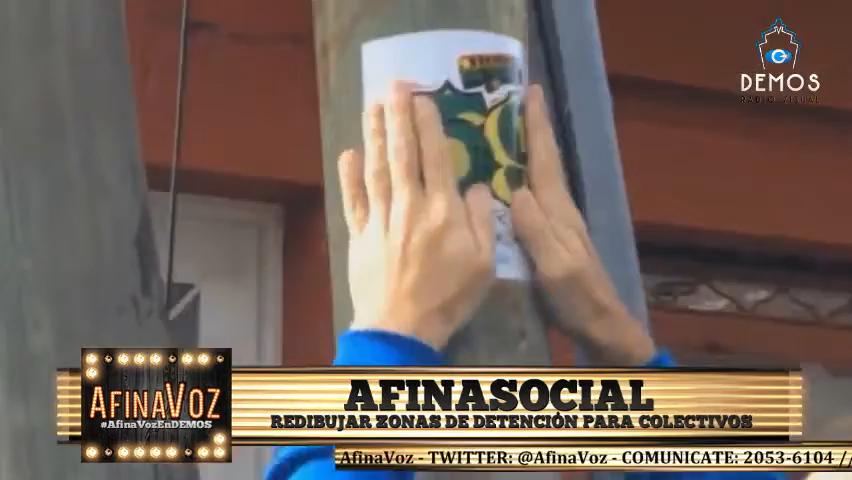 DEMOS
RADIO VISUAL
AFINAVOZ
#AfinaVozEnDEMOS
AFINASOCIAL
REDIBUJAR ZONAS DE DETENCIÓN PARA COLECTIVOS
AfinaVoz - TWITTER: @AfinaVoz - COMUNICATE: 2053-6104 //